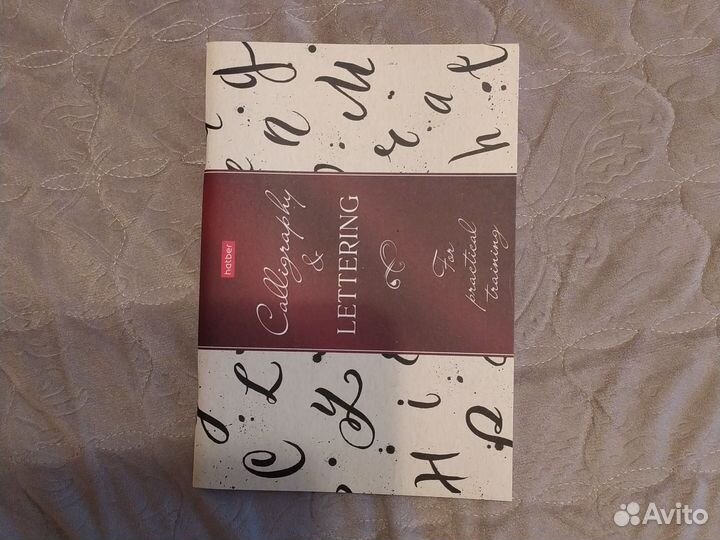 hatber
Calligraphy
&
LETTERING
For
practical
training
Avito